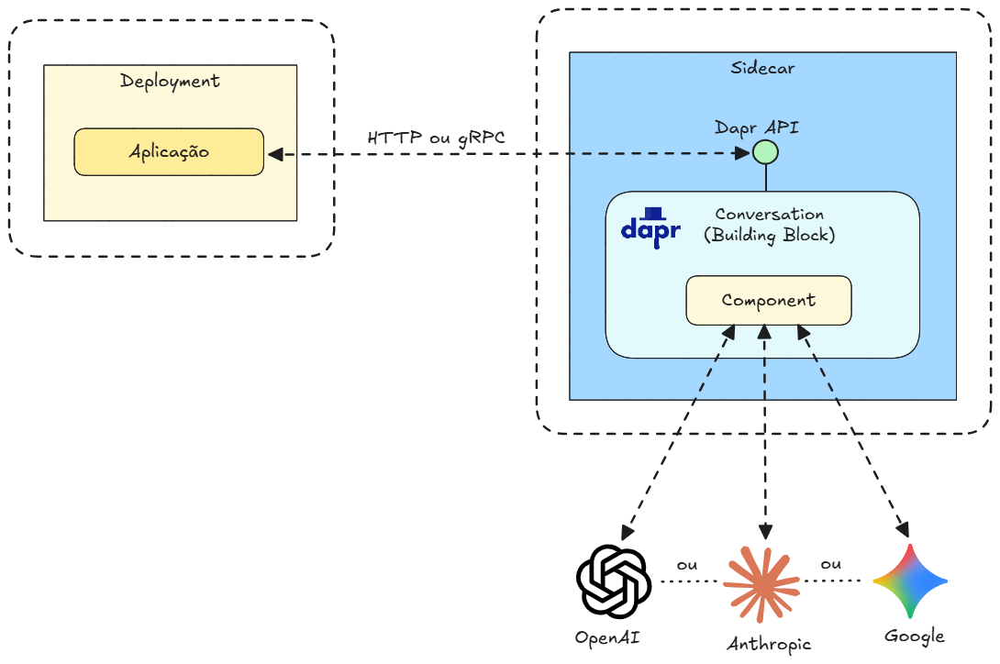 Deployment
Aplicação
HTTP ou gRPC
Sidecar
Dapr API
dapr
Conversation
(Building Block)
Component
ou
ou
OpenAI
Anthropic
Google